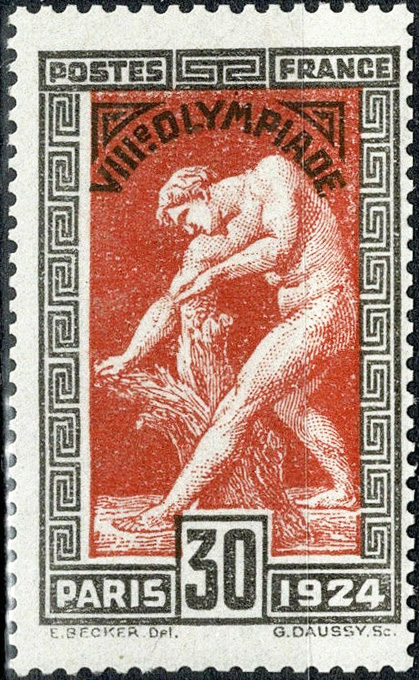 POSTES FRANCE
VIIIᵉ OLYMPIADE
30
PARIS 1924
E. BECKER. Del. G. DAUSSY. Sc.